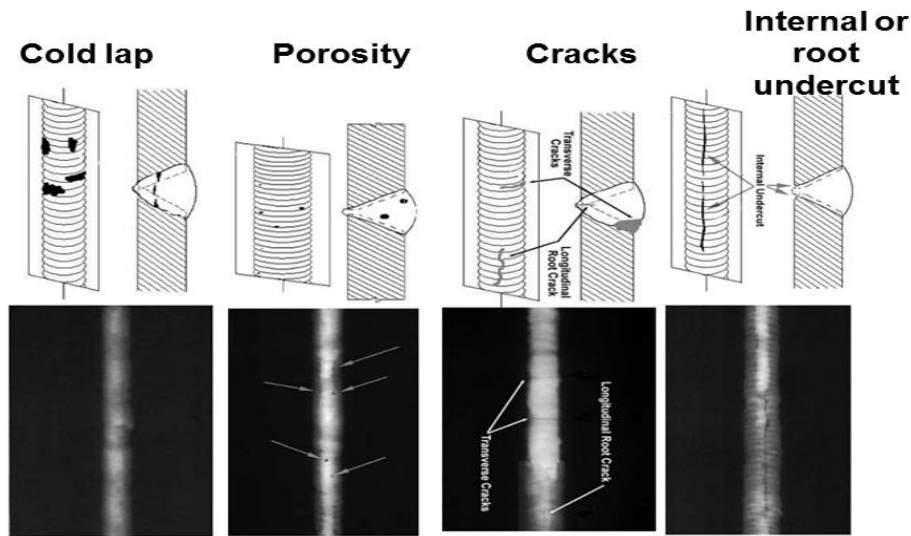 Cold lap
Porosity
Cracks
Internal or
root
undercut
Transverse
Cracks
Longitudinal
Root Crack
Internal
Undercut
Transverse Cracks
Longitudinal Root Crack